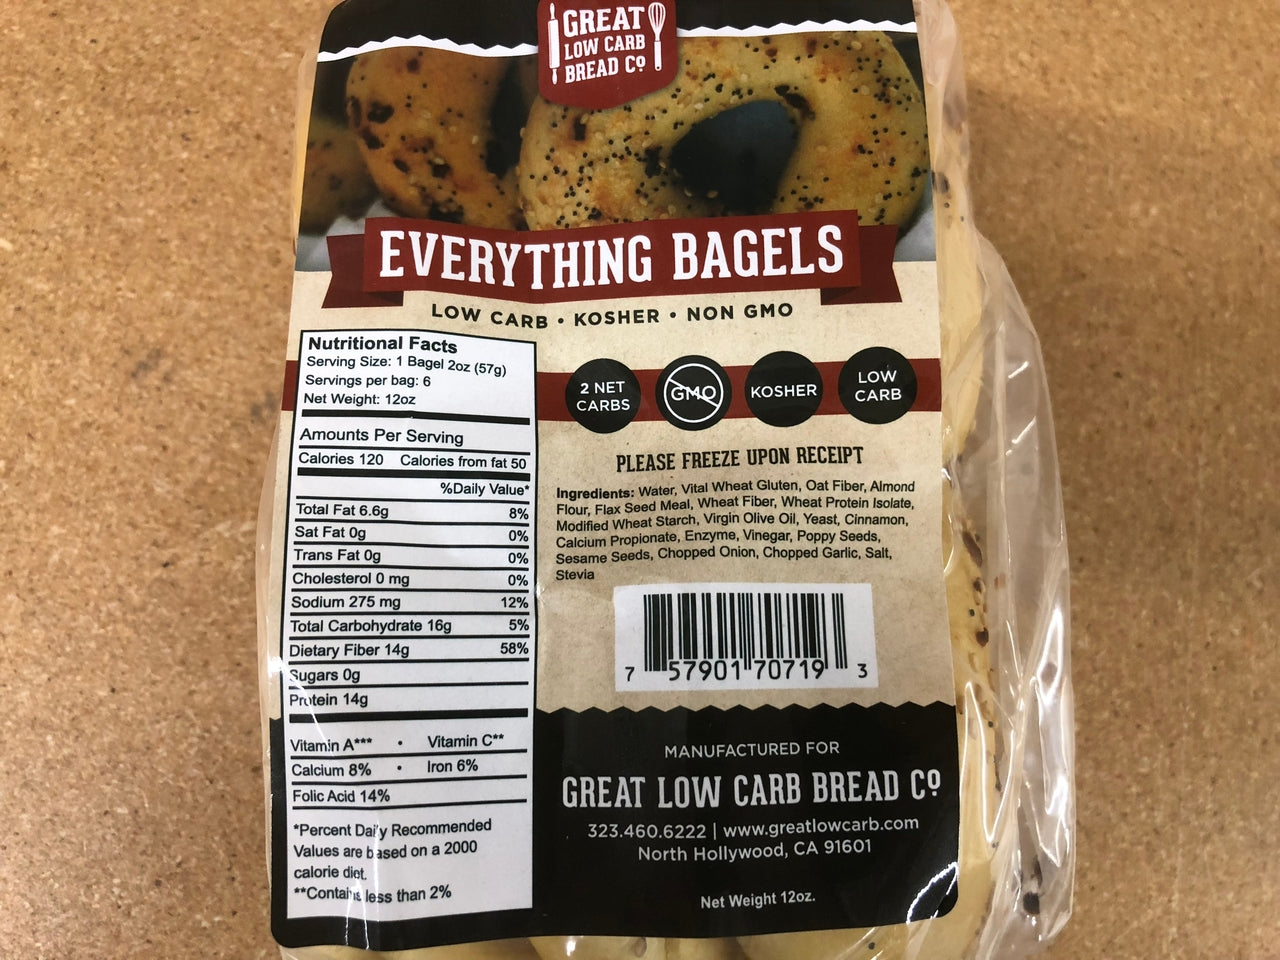 GREAT
LOW CARB
BREAD Cº
EVERYTHING BAGELS
LOW CARB • KOSHER • NON GMO
Nutritional Facts
Serving Size: 1 Bagel 2oz (57g)
Servings per bag: 6
Net Weight: 12oz
Amounts Per Serving
Calories 120 Calories from fat 50
%Daily Value*
Total Fat 6.6g 8%
Sat Fat 0g 0%
Trans Fat 0g 0%
Cholesterol 0 mg 0%
Sodium 275 mg 12%
Total Carbohydrate 16g 5%
Dietary Fiber 14g 58%
Sugars 0g
Protein 14g
Vitamin A*** • Vitamin C**
Calcium 8% • Iron 6%
Folic Acid 14%
*Percent Daily Recommended
Values are based on a 2000
calorie diet.
**Contains less than 2%
2 NET
CARBS
GMO
KOSHER
LOW
CARB
PLEASE FREEZE UPON RECEIPT
Ingredients: Water, Vital Wheat Gluten, Oat Fiber, Almond
Flour, Flax Seed Meal, Wheat Fiber, Wheat Protein Isolate,
Modified Wheat Starch, Virgin Olive Oil, Yeast, Cinnamon,
Calcium Propionate, Enzyme, Vinegar, Poppy Seeds,
Sesame Seeds, Chopped Onion, Chopped Garlic, Salt,
Stevia
7 57901 70719 3
MANUFACTURED FOR
GREAT LOW CARB BREAD Cº
323.460.6222 | www.greatlowcarb.com
North Hollywood, CA 91601
Net Weight 12oz.